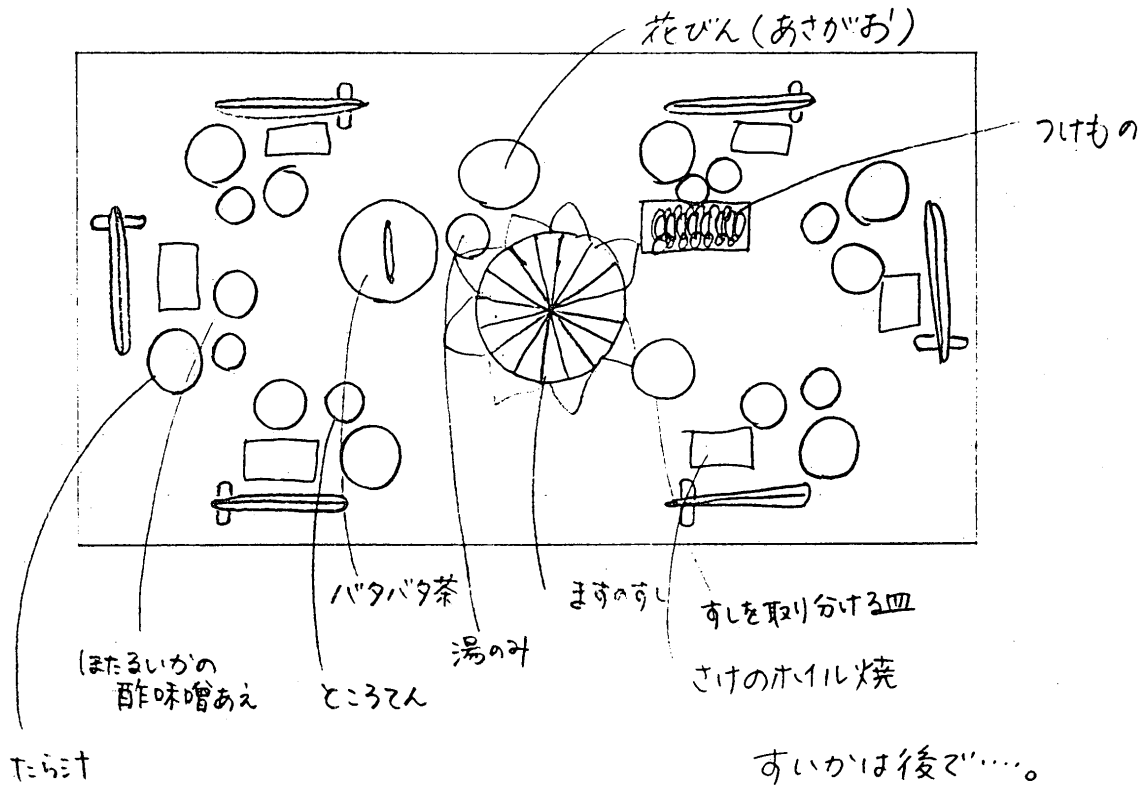 花びん(あさがお)
つけもの
バタバタ茶
ますのすし
すしを取り分ける皿
湯のみ
さけのホイル焼
ほたるいかの
酢味噌あえ
ところてん
たら汁
すいかは後で……。